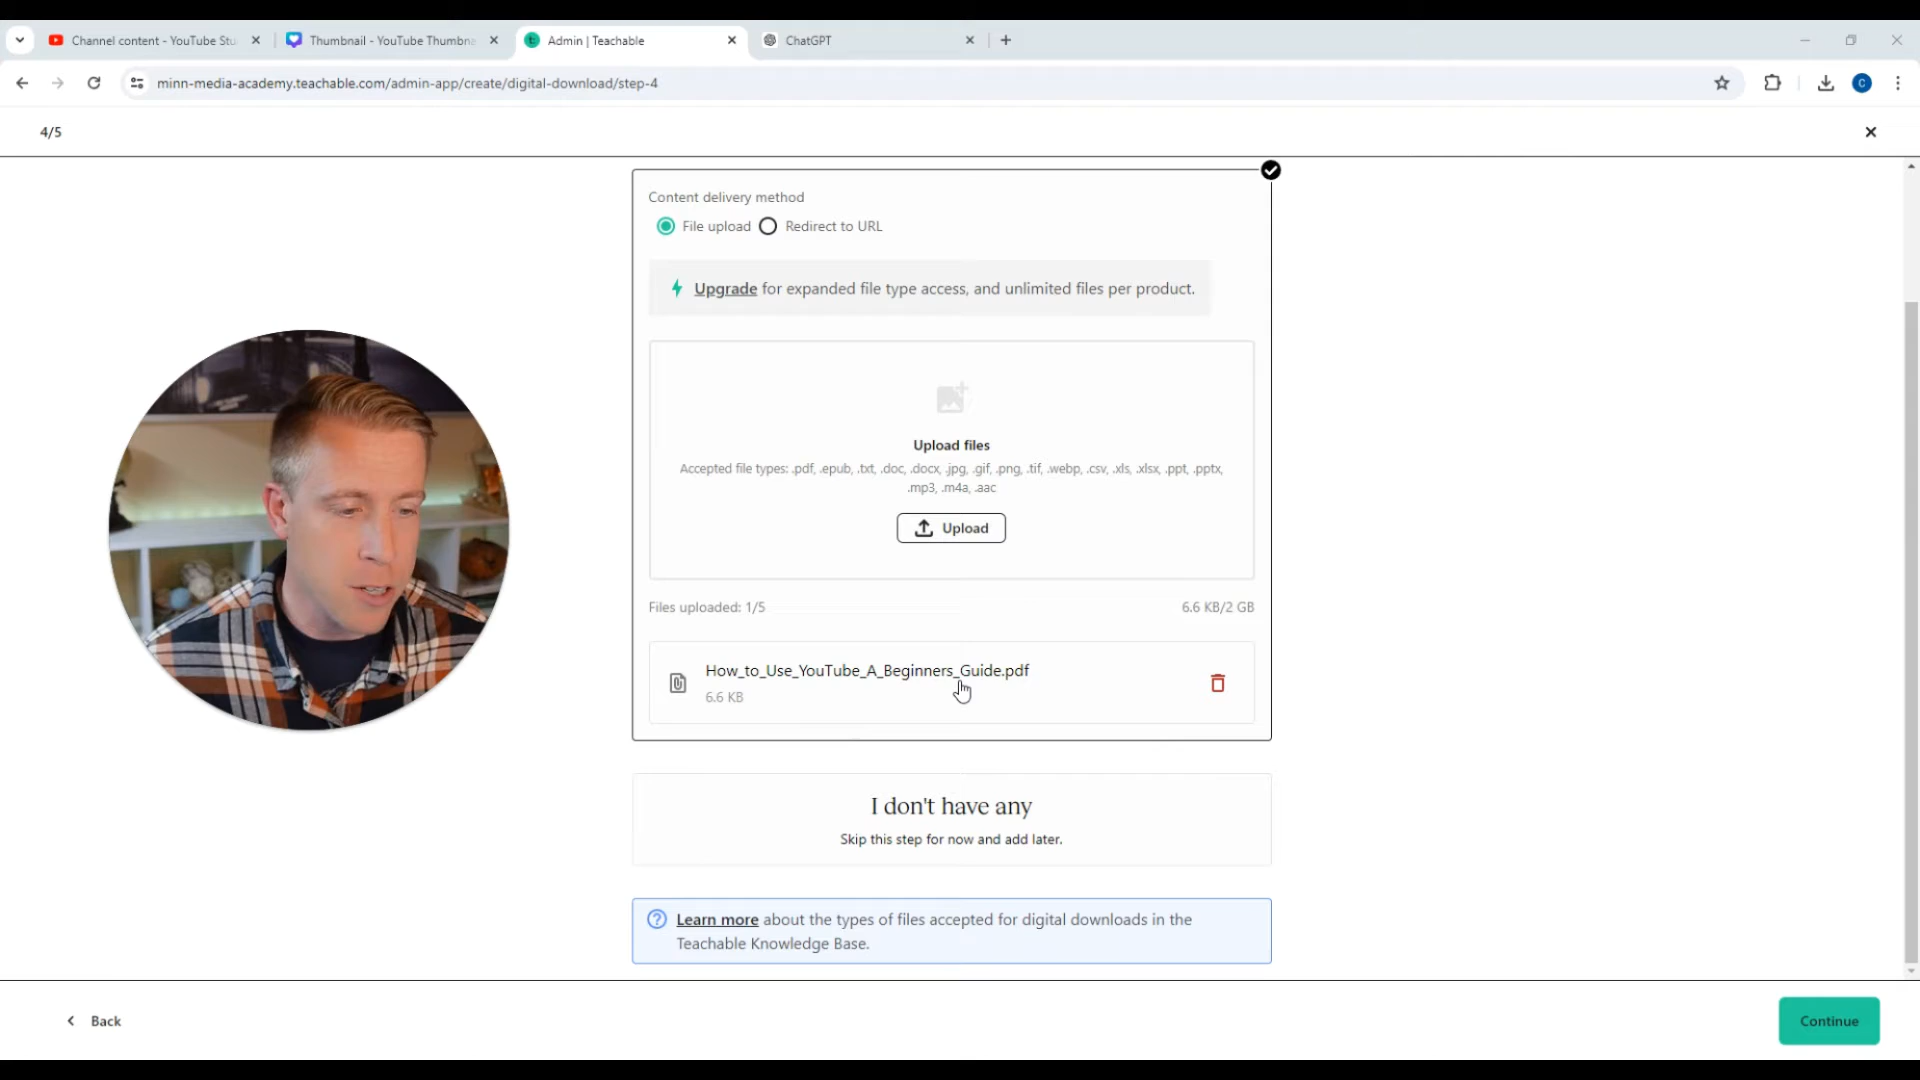 Channel content - YouTube Stu
Thumbnail - YouTube Thumbna
Admin | Teachable
ChatGPT
minn-media-academy.teachable.com/admin-app/create/digital-download/step-4
C
4/5
Content delivery method
File upload
Redirect to URL
Upgrade for expanded file type access, and unlimited files per product.
Upload files
Accepted file types: .pdf, .epub, .txt, .doc, .docx, .jpg, .gif, .png, .tif, .webp, .csv, .xls, .xlsx, .ppt, .pptx,
.mp3, .m4a, .aac
Upload
Files uploaded: 1/5
6.6 KB/2 GB
How_to_Use_YouTube_A_Beginners_Guide.pdf
6.6 KB
I don't have any
Skip this step for now and add later.
Learn more about the types of files accepted for digital downloads in the
Teachable Knowledge Base.
Back
Continue